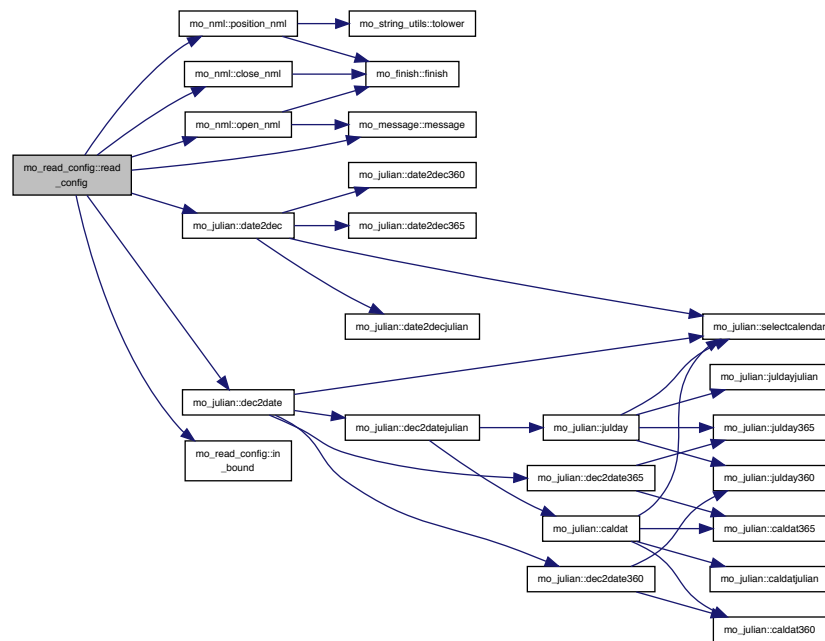 mo_nml::position_nml
mo_string_utils::tolower
mo_nml::close_nml
mo_finish::finish
mo_nml::open_nml
mo_message::message
mo_read_config::read
_config
mo_julian::date2dec360
mo_julian::date2dec
mo_julian::date2dec365
mo_julian::date2decjulian
mo_julian::selectcalendar
mo_julian::juldayjulian
mo_julian::dec2date
mo_julian::dec2datejulian
mo_julian::julday
mo_julian::julday365
mo_read_config::in
_bound
mo_julian::dec2date365
mo_julian::julday360
mo_julian::caldat
mo_julian::caldat365
mo_julian::dec2date360
mo_julian::caldatjulian
mo_julian::caldat360